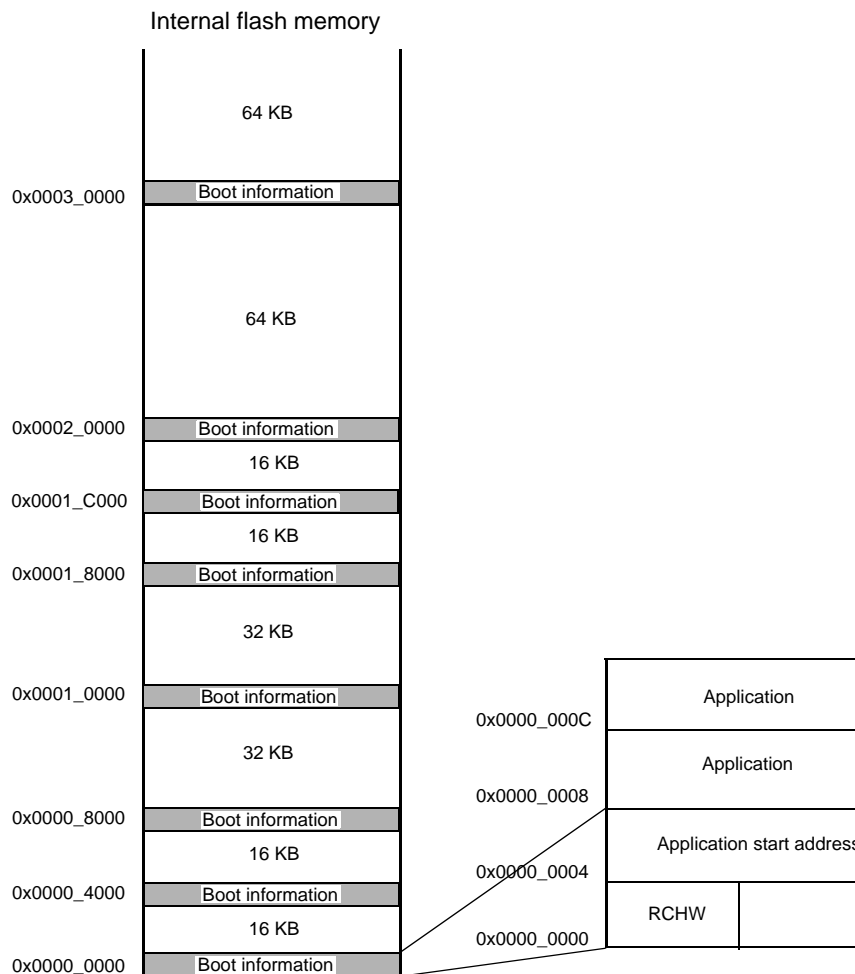 Internal flash memory
64 KB
0x0003_0000
Boot information
64 KB
0x0002_0000
Boot information
16 KB
0x0001_C000
Boot information
16 KB
0x0001_8000
Boot information
32 KB
0x0001_0000
Boot information
32 KB
0x0000_8000
Boot information
16 KB
0x0000_4000
Boot information
16 KB
0x0000_0000
Boot information
Application
0x0000_000C
Application
0x0000_0008
Application start address
0x0000_0004
RCHW
0x0000_0000